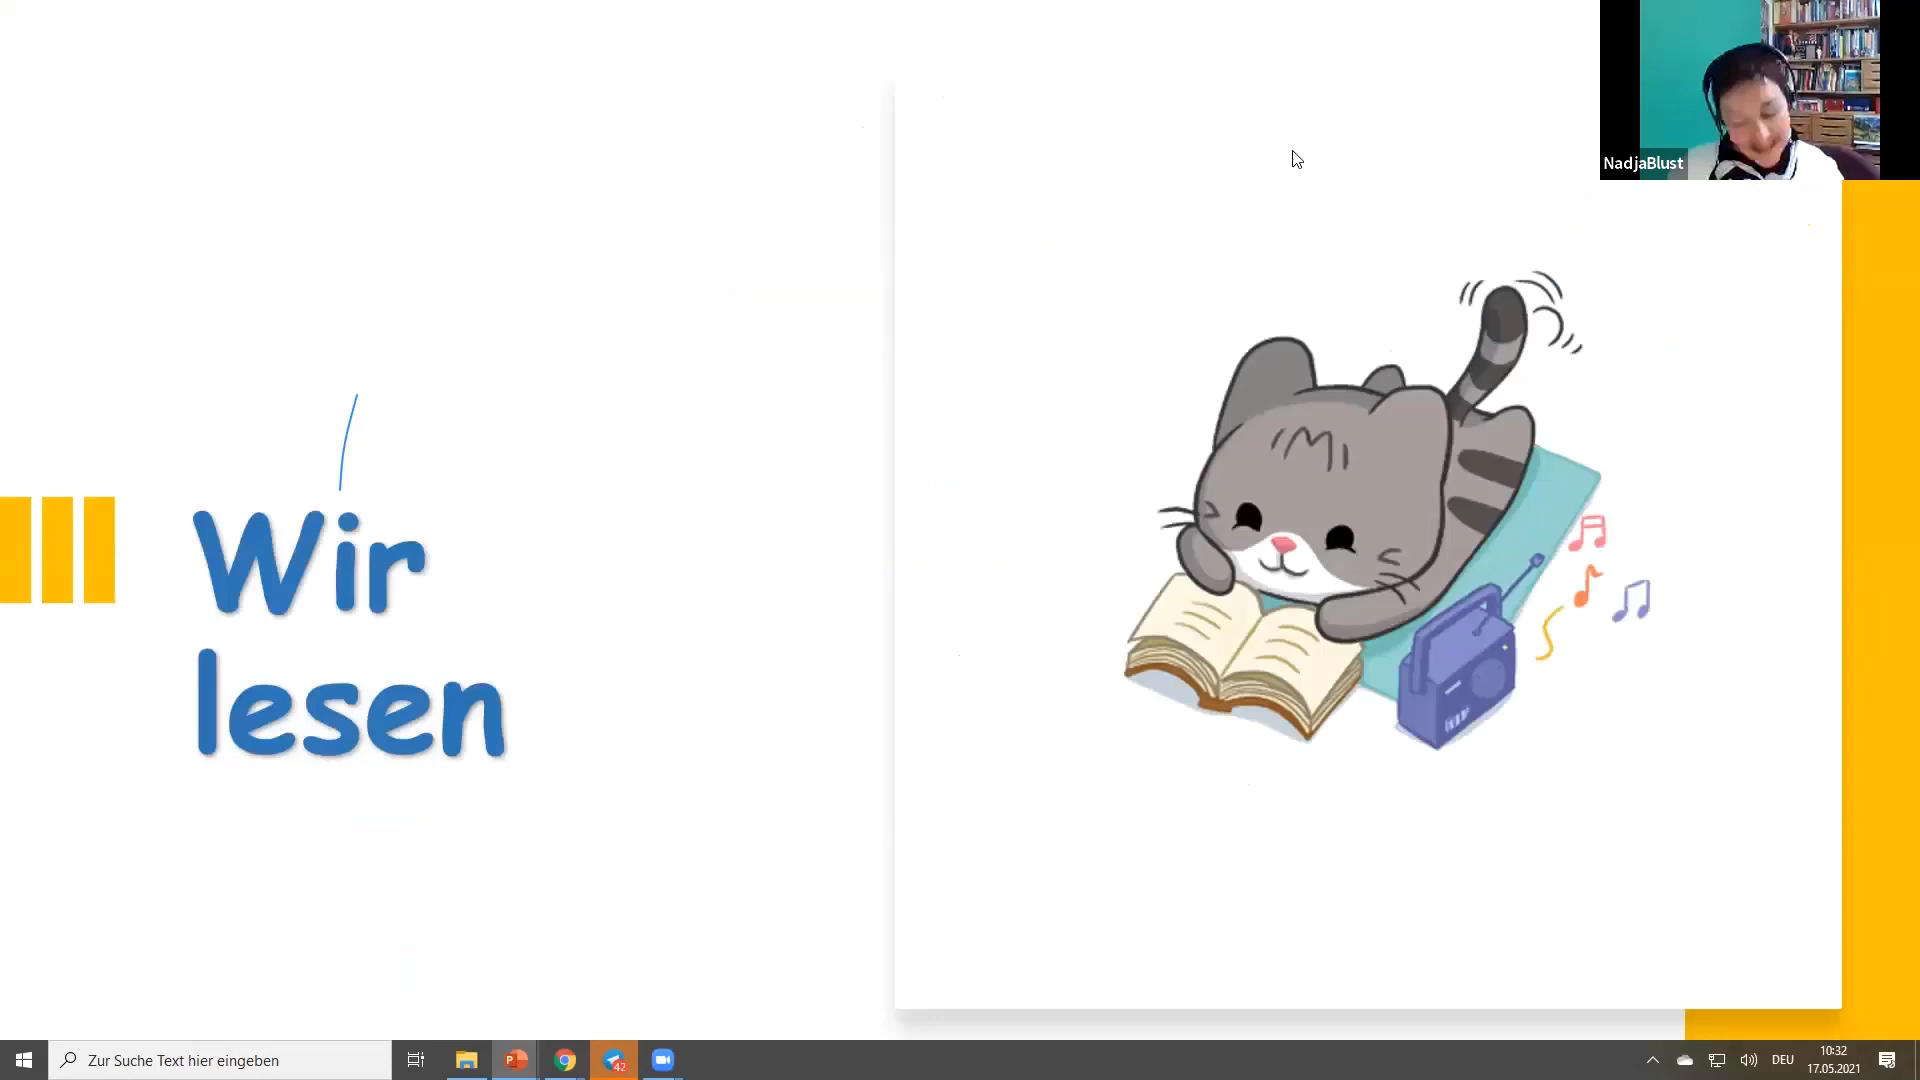 NadjaBlust
Wir
lesen
Zur Suche Text hier eingeben
42
DEU
10:32
17.05.2021